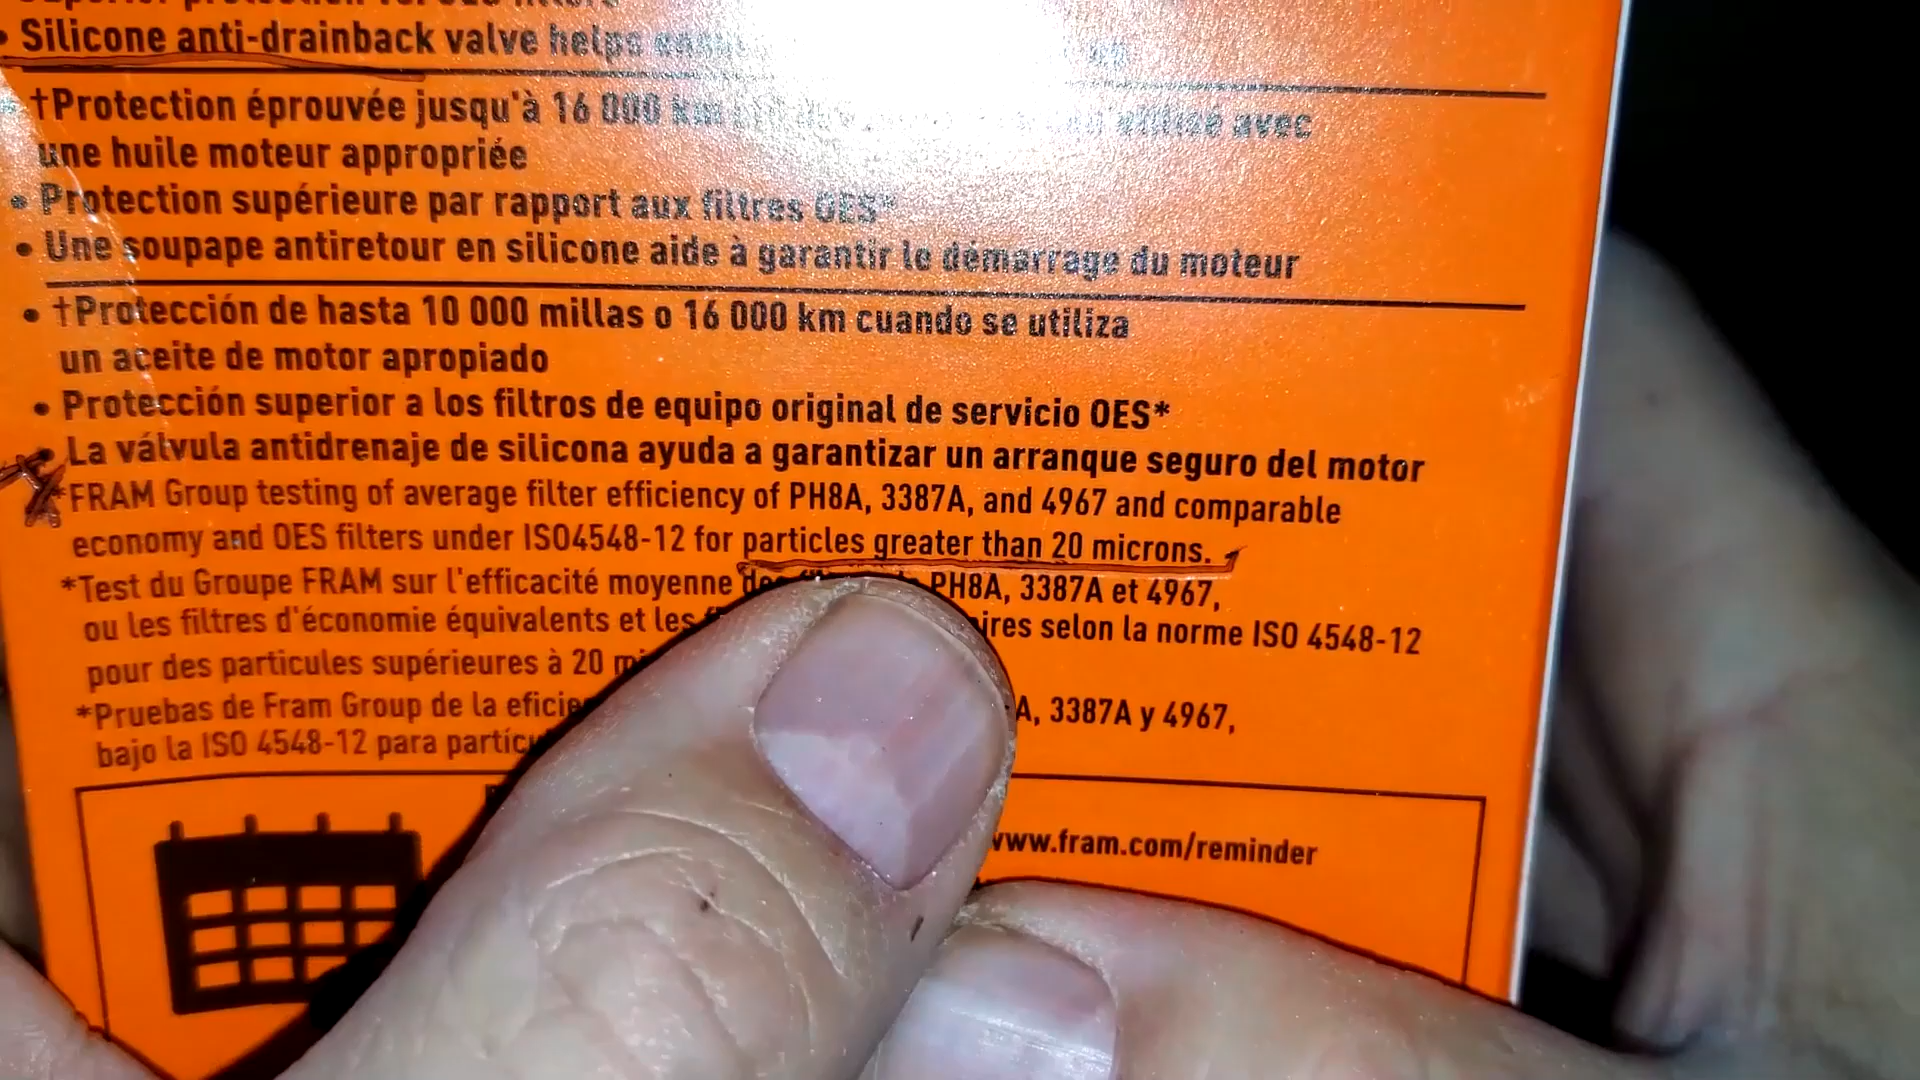 • Silicone anti-drainback valve helps
• †Protection éprouvée jusqu'à 16 000 km utilisé avec
une huile moteur appropriée
• Protection supérieure par rapport aux filtres OES*
• Une soupape antiretour en silicone aide à garantir le démarrage du moteur
• †Protección de hasta 10 000 millas o 16 000 km cuando se utiliza
un aceite de motor apropiado
• Protección superior a los filtros de equipo original de servicio OES*
• La válvula antidrenaje de silicona ayuda a garantizar un arranque seguro del motor
*FRAM Group testing of average filter efficiency of PH8A, 3387A, and 4967 and comparable
economy and OES filters under ISO4548-12 for particles greater than 20 microns.
*Test du Groupe FRAM sur l'efficacité moyenne PH8A, 3387A et 4967,
ou les filtres d'économie équivalents et les selon la norme ISO 4548-12
pour des particules supérieures à 20
*Pruebas de Fram Group de la 3387A y 4967,
bajo la ISO 4548-12 para
www.fram.com/reminder